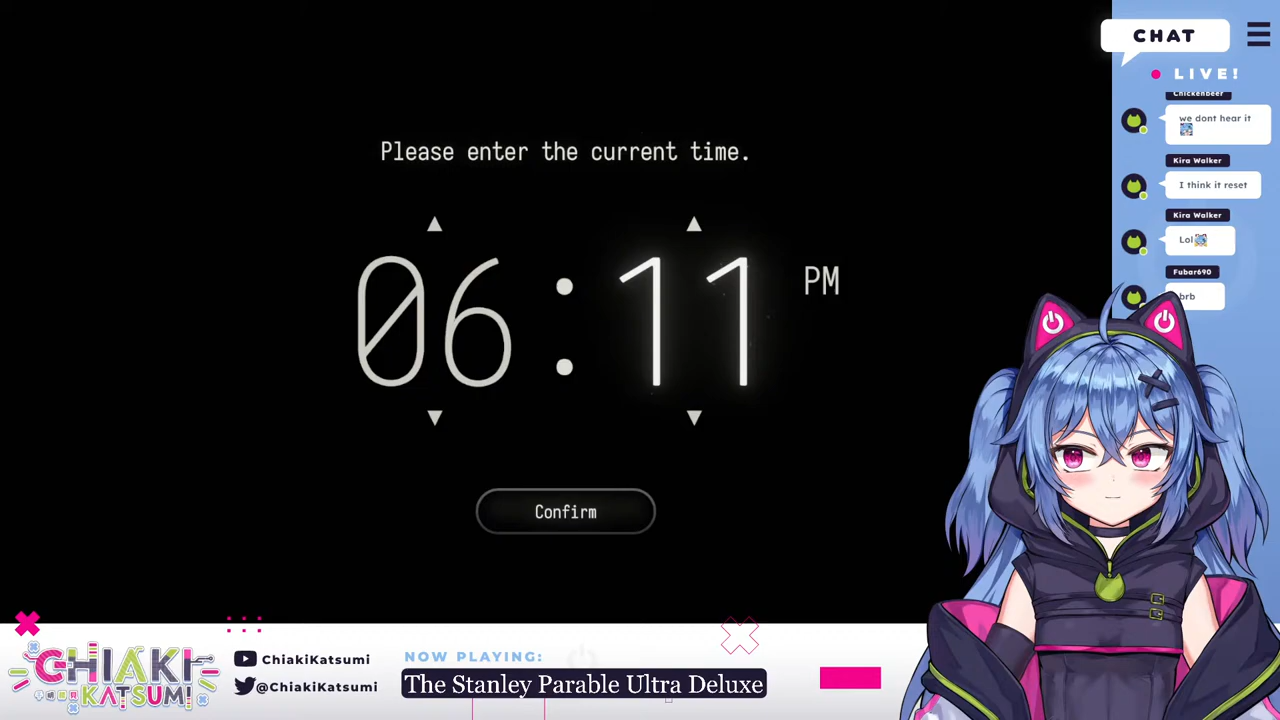 CHAT
LIVE!
Chickenbeer
we dont hear it
Kira Walker
I think it reset
Kira Walker
Lol
Fubar690
brb
Please enter the current time.
06:11 PM
Confirm
CHIAKI
KATSUMI
ChiakiKatsumi
@ChiakiKatsumi
NOW PLAYING:
The Stanley Parable Ultra Deluxe